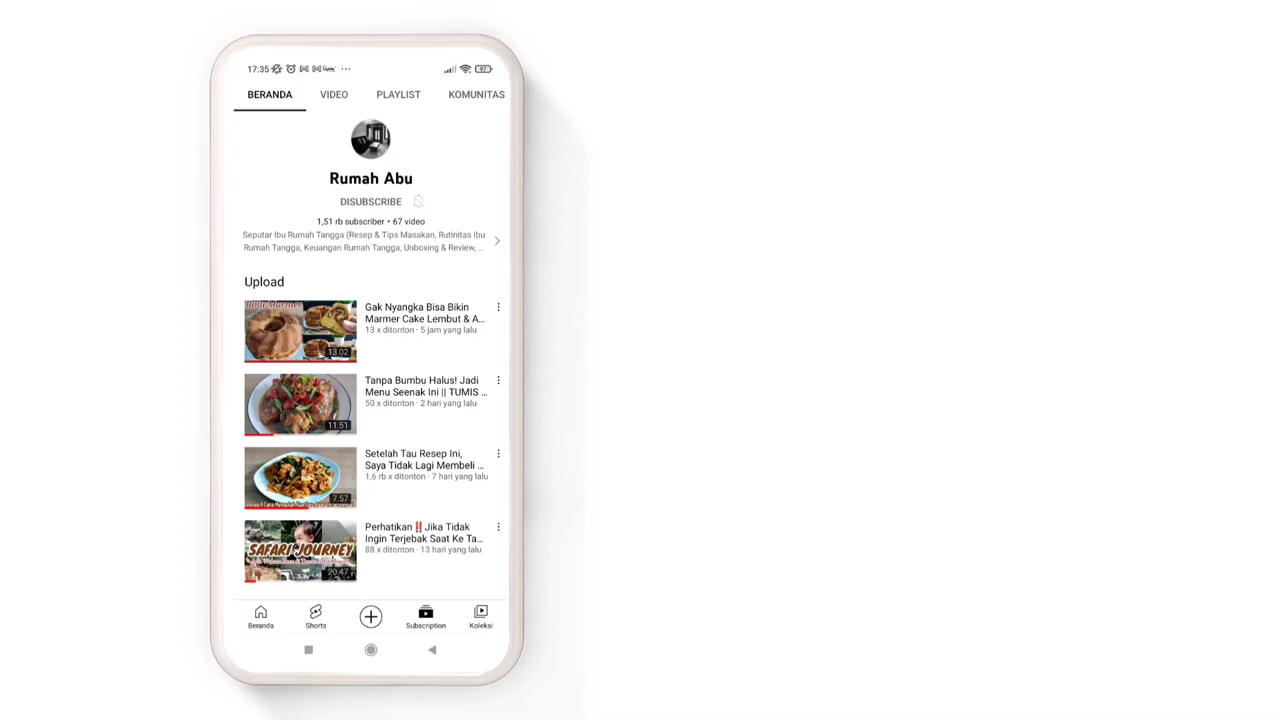 17:35
97
BERANDA VIDEO PLAYLIST KOMUNITAS
Rumah Abu
DISUBSCRIBE
1,51 rb subscriber • 67 video
Seputar Ibu Rumah Tangga (Resep & Tips Masakan, Rutinitas Ibu
Rumah Tangga, Keuangan Rumah Tangga, Unboxing & Review, ...
Upload
Gak Nyangka Bisa Bikin
Marmer Cake Lembut & A...
13 x ditonton · 5 jam yang lalu
13.02
Tanpa Bumbu Halus! Jadi
Menu Seenak Ini || TUMIS ...
50 x ditonton · 2 hari yang lalu
11.51
Setelah Tau Resep Ini,
Saya Tidak Lagi Membeli ...
1,6 rb x ditonton · 7 hari yang lalu
7.57
Perhatikan‼️Jika Tidak
Ingin Terjebak Saat Ke Ta...
88 x ditonton · 13 hari yang lalu
SAFARI JOURNEY
20.47
Beranda Shorts Subscription Koleksi